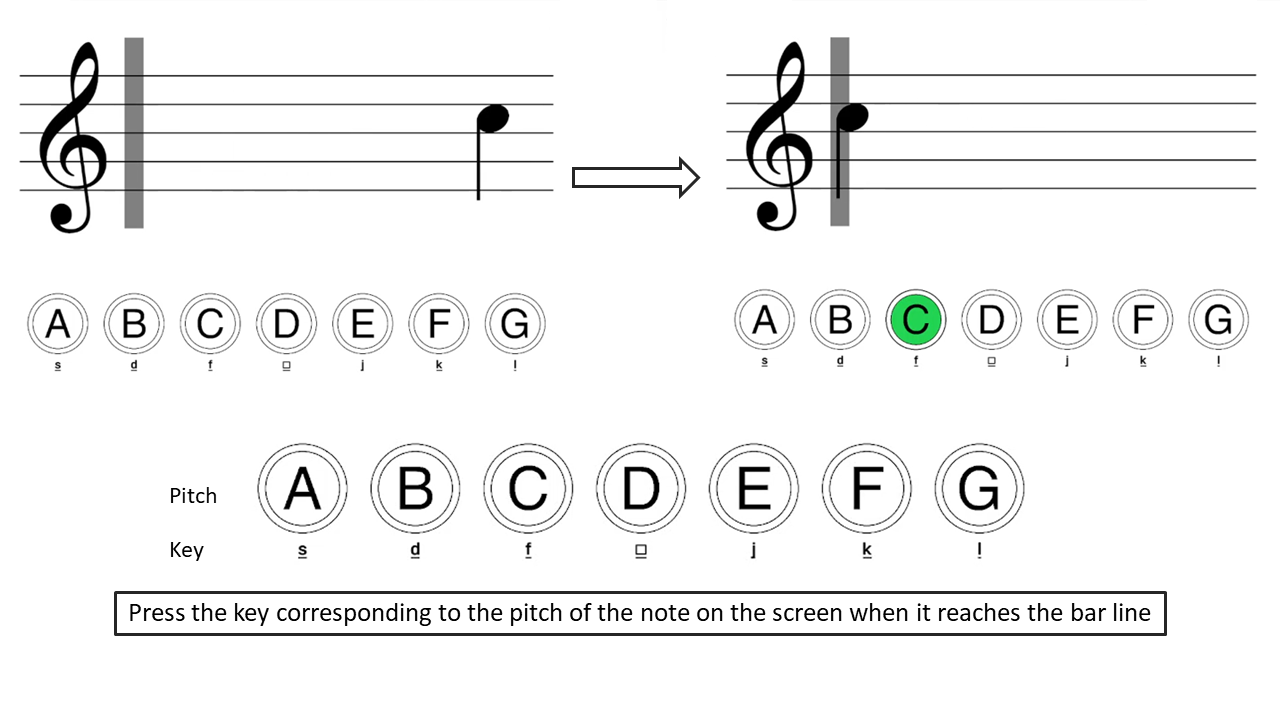 A B C D E F G
s d f □ j k l
A B C D E F G
s d f □ j k l
Pitch A B C D E F G
Key s d f □ j k l
Press the key corresponding to the pitch of the note on the screen when it reaches the bar line